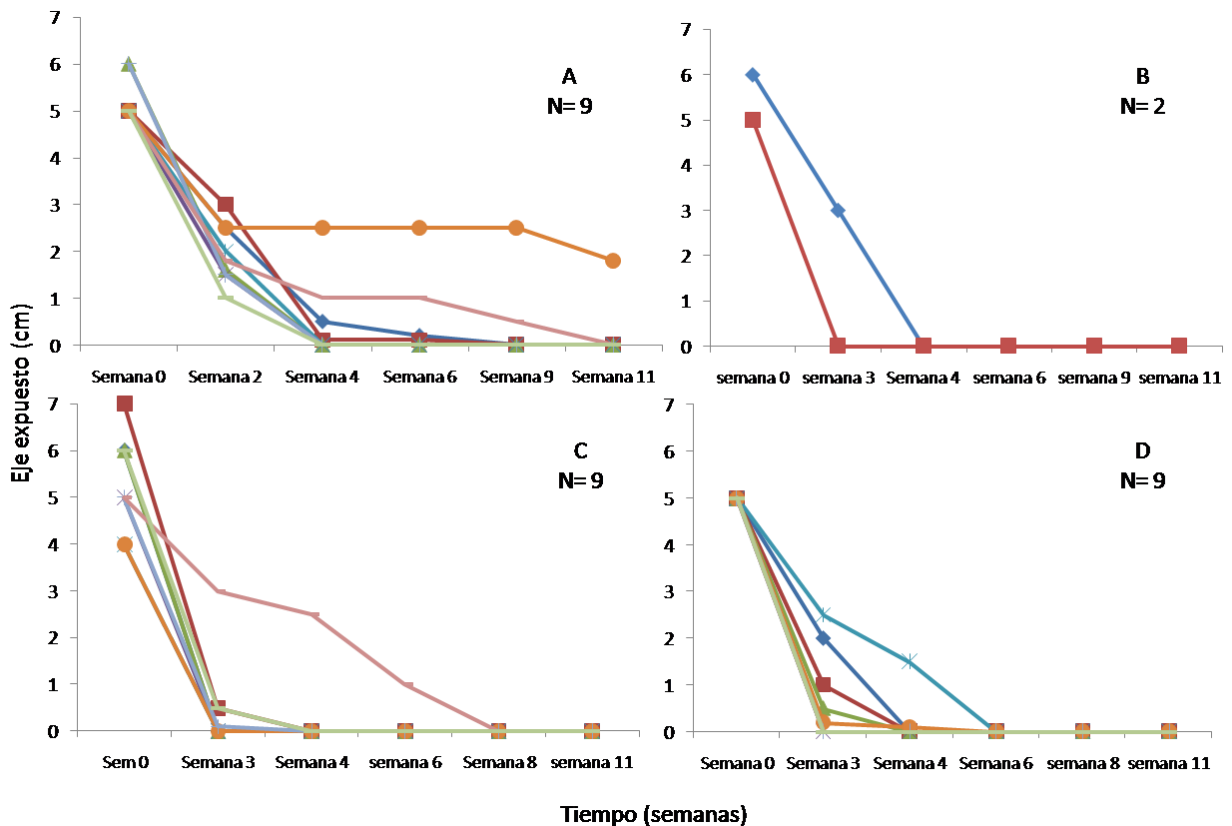 7
6
5
4
3
2
1
0
A
N= 9
Semana 0 Semana 2 Semana 4 Semana 6 Semana 9 Semana 11
7
6
5
4
3
2
1
0
B
N= 2
semana 0 semana 3 semana 4 semana 6 semana 9 semana 11
Eje expuesto (cm)
7
6
5
4
3
2
1
0
C
N= 9
Sem 0 Semana 3 Semana 4 semana 6 Semana 8 semana 11
7
6
5
4
3
2
1
0
D
N= 9
Semana 0 Semana 3 Semana 4 Semana 6 semana 8 semana 11
Tiempo (semanas)